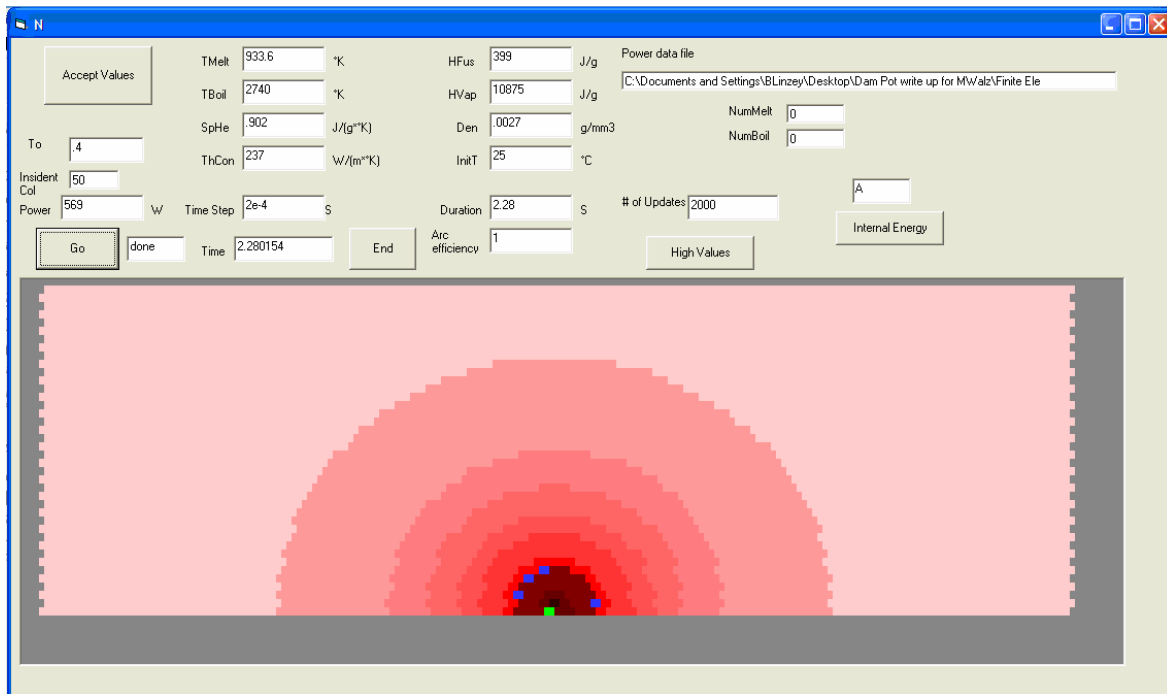 N
Accept Values
TMelt 933.6 °K
HFus 399 J/g
Power data file
TBoil 2740 °K
HVap 10875 J/g
C:\Documents and Settings\BLinzey\Desktop\Dam Pot write up for MWalz\Finite Ele
SpHe .902 J/(g*°K)
Den .0027 g/mm3
NumMelt 0
NumBoil 0
To .4
ThCon 237 W/(m*°K)
InitT 25 °C
Insident
Col 50
A
Power 569 W
Time Step 2e-4 S
Duration 2.28 S
# of Updates 2000
Internal Energy
Go
done
Time 2.280154
End
Arc
efficiency 1
High Values